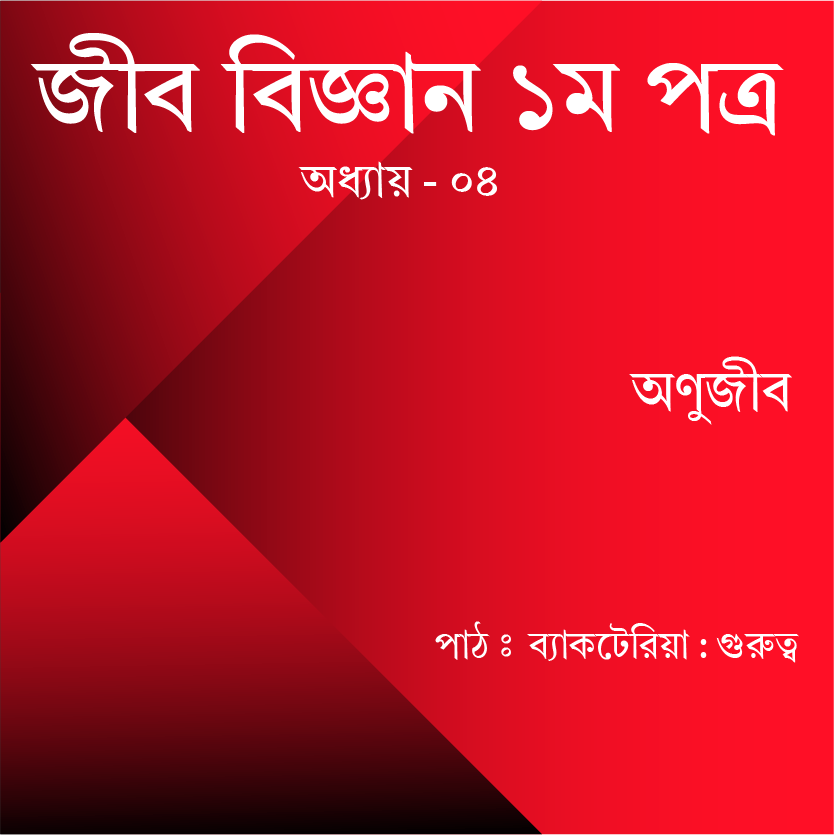 জীব বিজ্ঞান ১ম পত্র
অধ্যায় - ০৪
অণুজীব
পাঠ ঃ ব্যাকটেরিয়া : গুরুত্ব